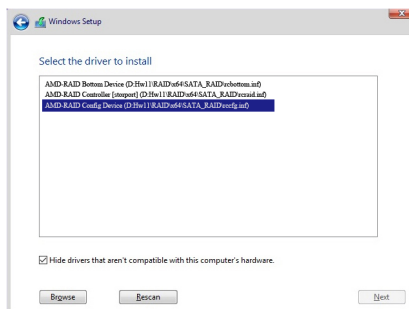 Windows Setup
Select the driver to install
AMD-RAID Bottom Device (D:Hw11\RAID\x64\SATA_RAID\rcbottom.inf)
AMD-RAID Controller [storport] (D:Hw11\RAID\x64\SATA_RAID\rcraid.inf)
AMD-RAID Config Device (D:Hw11\RAID\x64\SATA_RAID\rccfg.inf)
Hide drivers that aren't compatible with this computer's hardware.
Browse
Rescan
Next